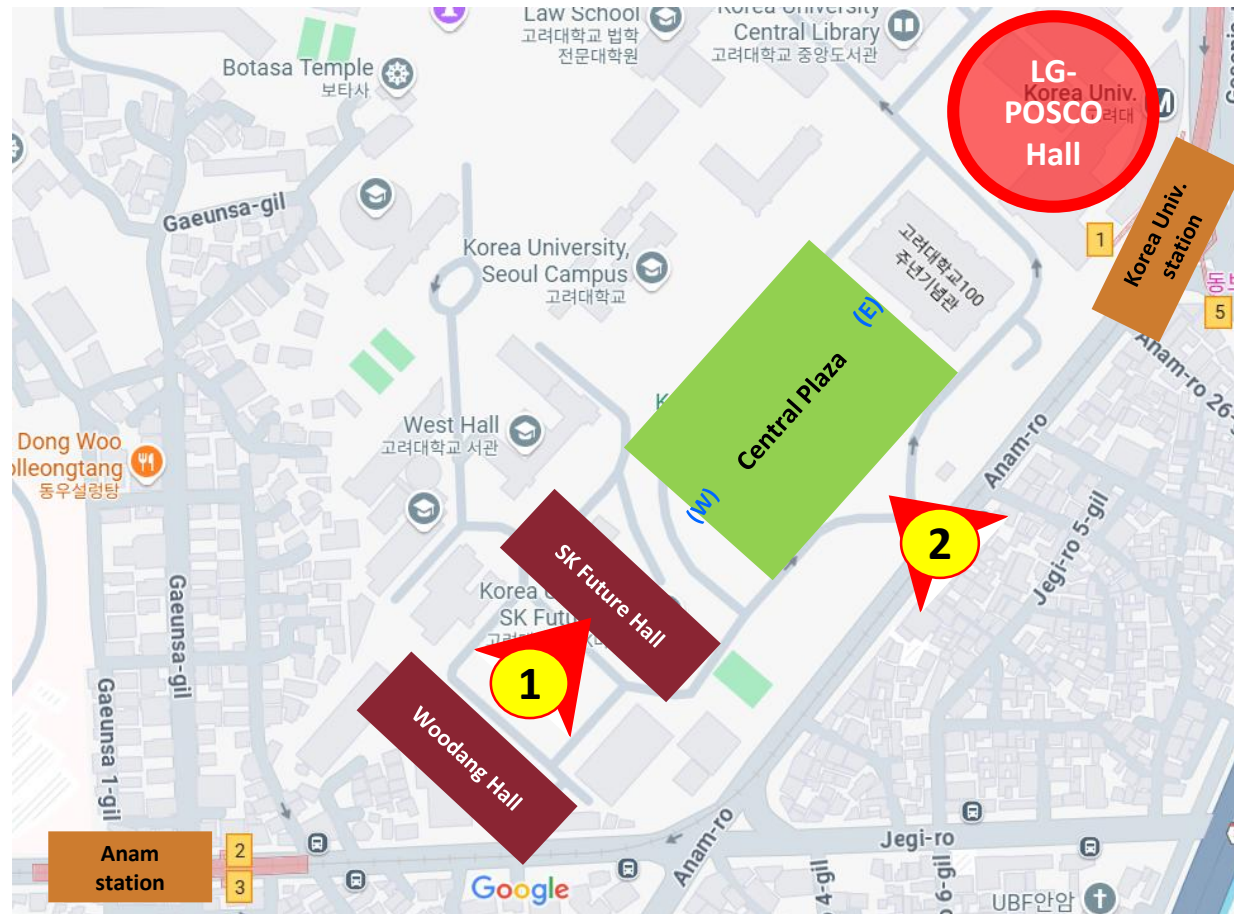 Law School
고려대학교 법학
전문대학원
Korea University
Central Library
고려대학교 중앙도서관
Botasa Temple
보타사
LG-
POSCO
Hall
Korea Univ.
고려대
Gaeunsa-gil
Korea Univ.
station
1
5
Korea University,
Seoul Campus
고려대학교
고려대학교100
주년기념관
(E)
Central Plaza
(W)
Anam-ro 26-
Anam-ro
West Hall
고려대학교 서관
Dong Woo
olleongtang
동우설렁탕
2
Jegi-ro 5-gil
SK Future Hall
Korea
SK Futu
1
Gaeunsa-gil
Woodang Hall
Gaeunsa 1-gil
Anam
station
2
3
Anam-ro
Jegi-ro
Google
4-gil
o 6-gil
UBF안암